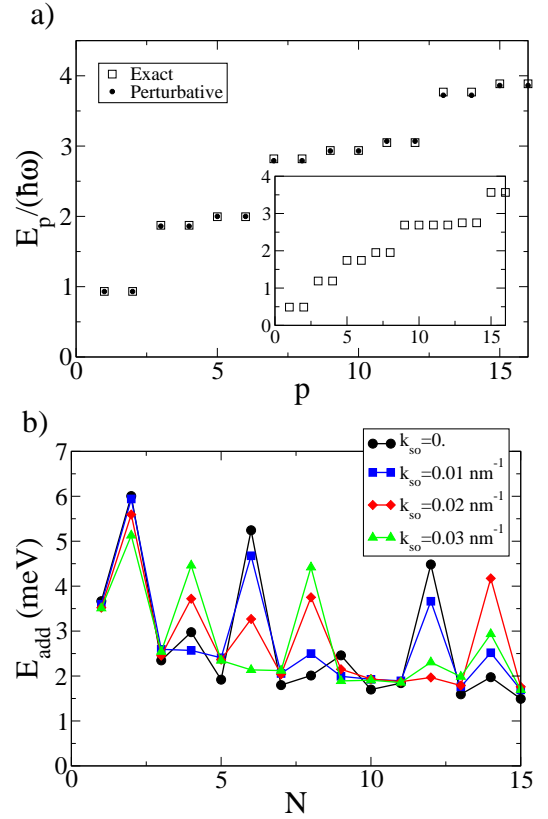 a)
4
3
2
1
0
E_p/(ħω)
Exact
Perturbative
4
3
2
1
0
0
5
10
15
0
5
10
15
p
b)
7
6
5
4
3
2
1
0
E_add (meV)
k_so=0.
k_so=0.01 nm^-1
k_so=0.02 nm^-1
k_so=0.03 nm^-1
0
5
10
15
N